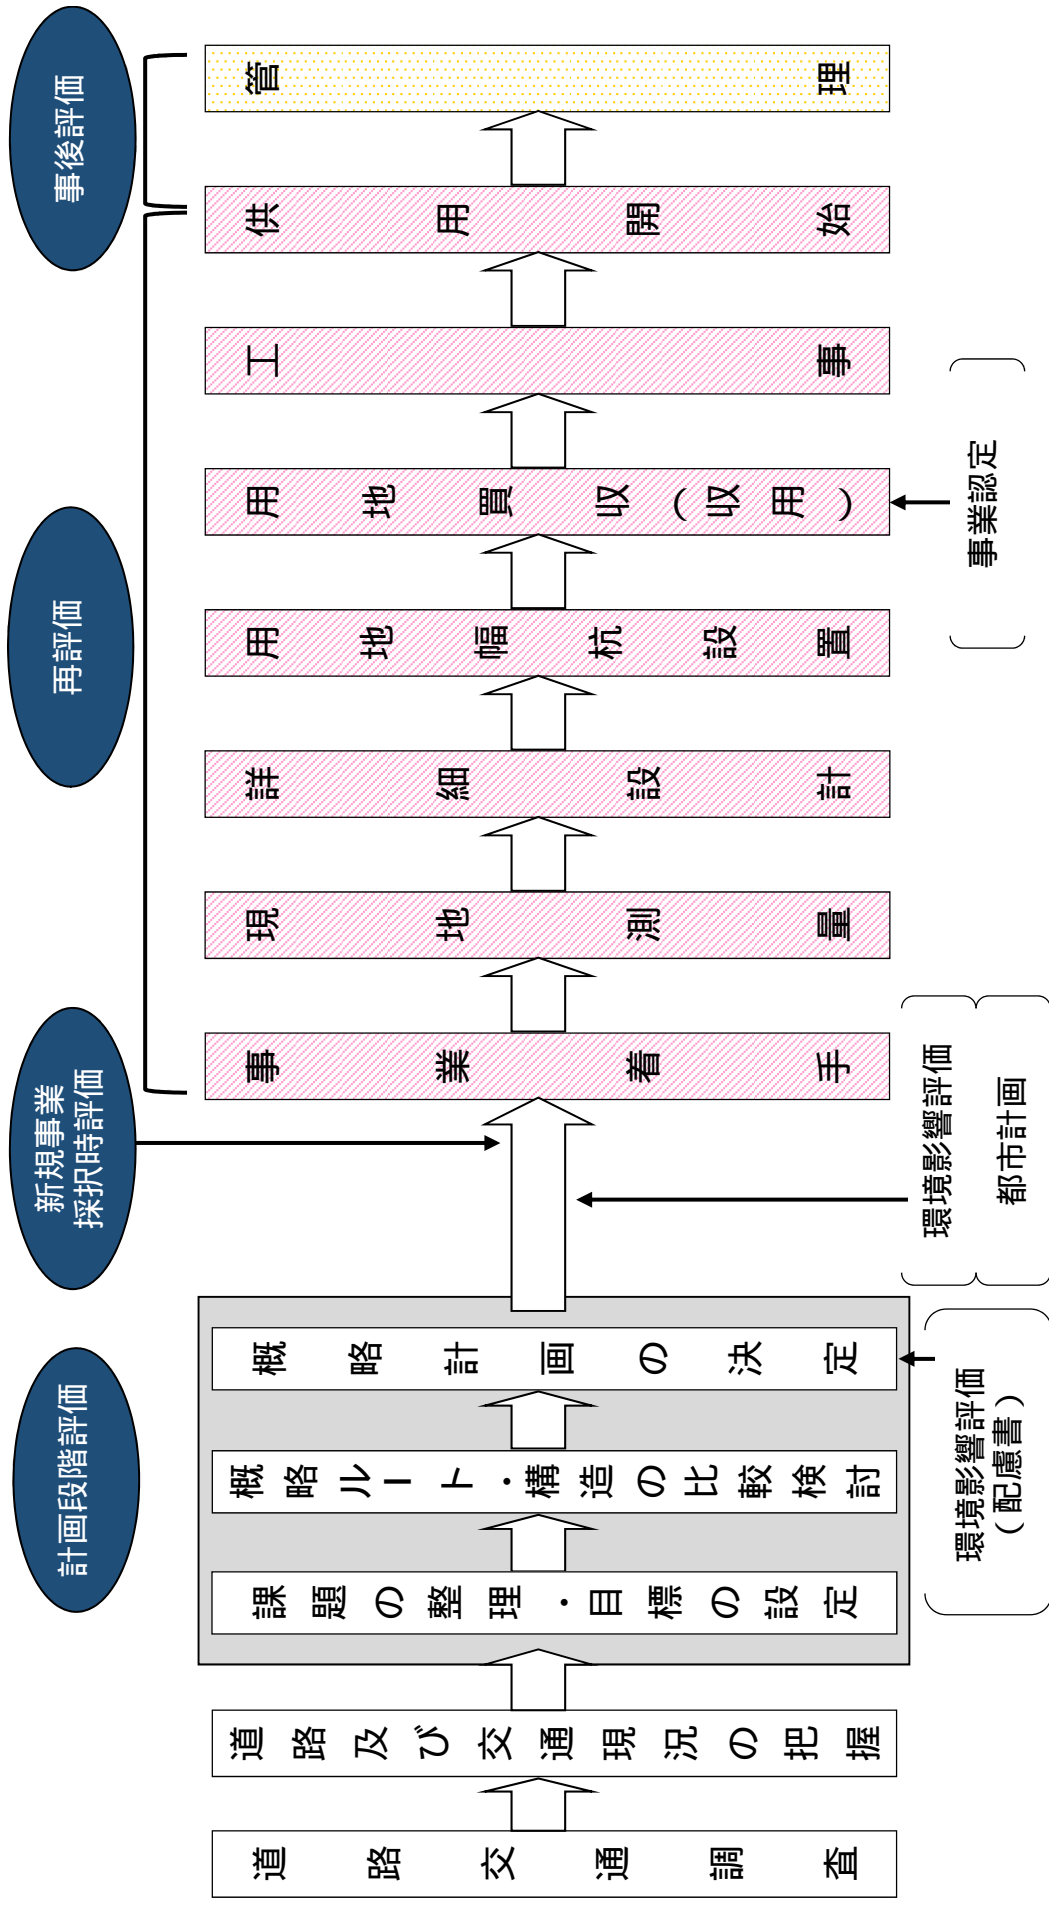 計画段階評価
新規事業
採択時評価
再評価
事後評価
道路交通調査
道路及び交通現況の把握
課題の整理・目標の設定
概略ルート・構造の比較検討
概略計画の決定
事業着手
現地測量
詳細設計
用地幅杭設置
用地買収(収用)
工事
供用開始
管理
環境影響評価
(配慮書)
環境影響評価
都市計画
事業認定